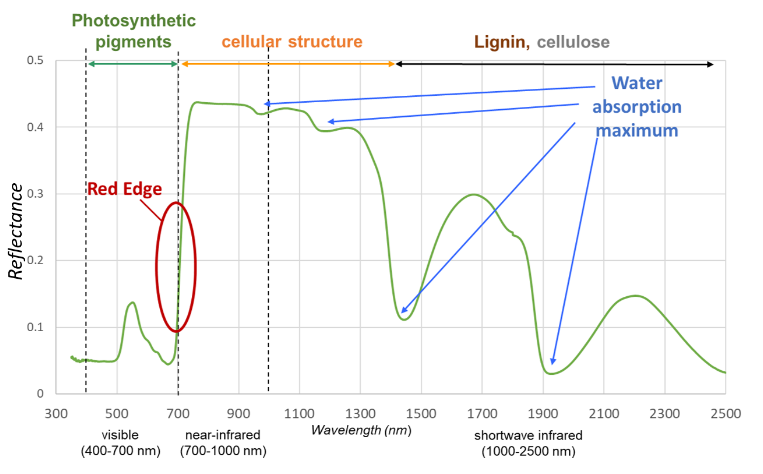 Photosynthetic
pigments
cellular structure
Lignin, cellulose
Water
absorption
maximum
Red Edge
Reflectance
0.5
0.4
0.3
0.2
0.1
0
300 500 700 900 1100 1300 1500 1700 1900 2100 2300 2500
Wavelength (nm)
visible
(400-700 nm)
near-infrared
(700-1000 nm)
shortwave infrared
(1000-2500 nm)